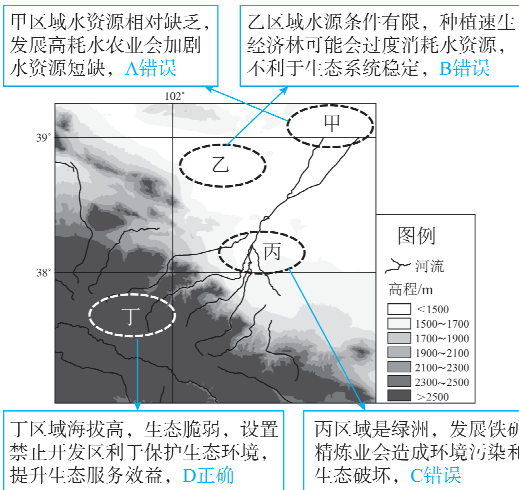 甲区域水资源相对缺乏，
发展高耗水农业会加剧
水资源短缺，A错误
乙区域水源条件有限，种植速生
经济林可能会过度消耗水资源，
不利于生态系统稳定，B错误
102°
39°
38°
甲
乙
丙
丁
图例
河流
高程/m
<1500
1500~1700
1700~1900
1900~2100
2100~2300
2300~2500
>2500
丁区域海拔高，生态脆弱，设置
禁止开发区利于保护生态环境，
提升生态服务效益，D正确
丙区域是绿洲，发展铁矿
精炼业会造成环境污染和
生态破坏，C错误